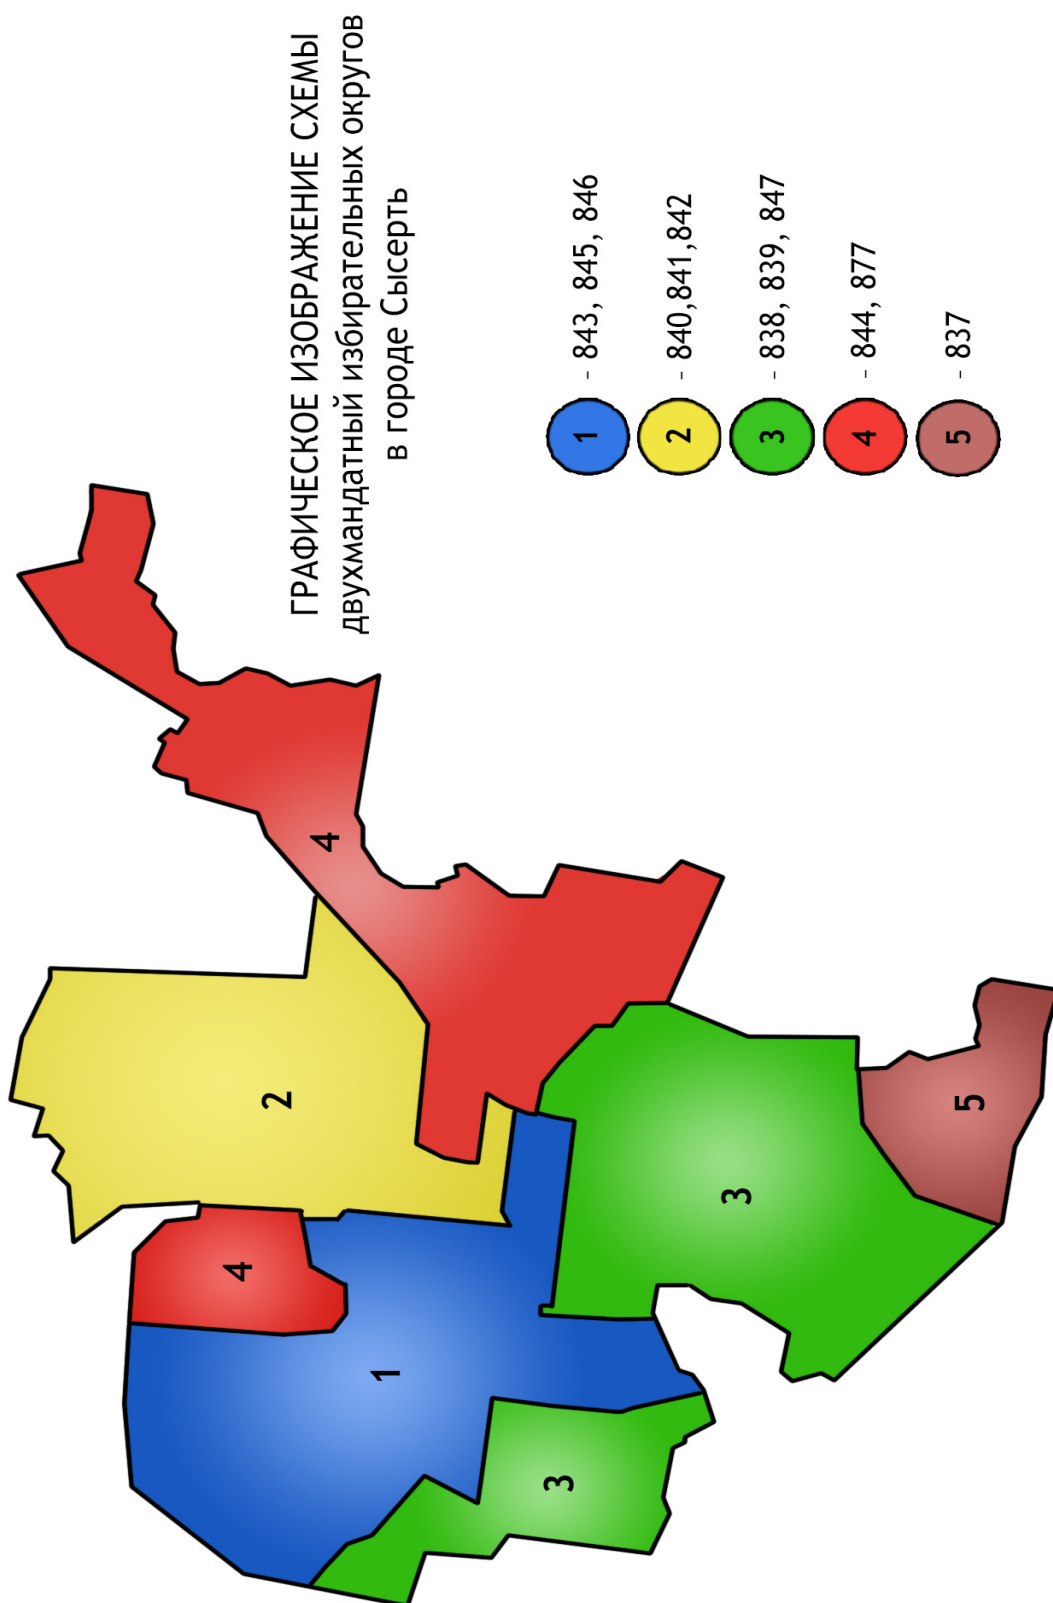 ГРАФИЧЕСКОЕ ИЗОБРАЖЕНИЕ СХЕМЫ
двухмандатный избирательных округов
в городе Сысерть
1 - 843, 845, 846
2 - 840,841,842
3 - 838, 839, 847
4 - 844, 877
5 - 837
4
2
4
1
3
3
5